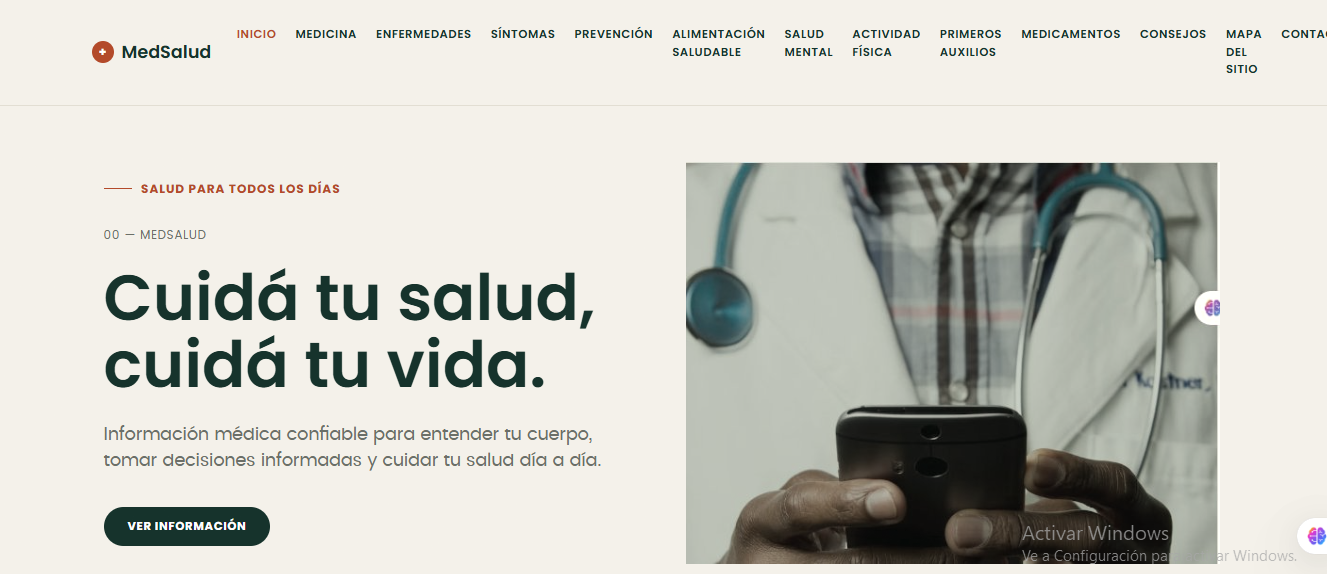 MedSalud
INICIO
MEDICINA
ENFERMEDADES
SÍNTOMAS
PREVENCIÓN
ALIMENTACIÓN
SALUDABLE
SALUD
MENTAL
ACTIVIDAD
FÍSICA
PRIMEROS
AUXILIOS
MEDICAMENTOS
CONSEJOS
MAPA
DEL
SITIO
SALUD PARA TODOS LOS DÍAS
00 — MEDSALUD
Cuidá tu salud,
cuidá tu vida.
Información médica confiable para entender tu cuerpo,
tomar decisiones informadas y cuidar tu salud día a día.
VER INFORMACIÓN
Activar Windows
Ve a Configuración Windows.